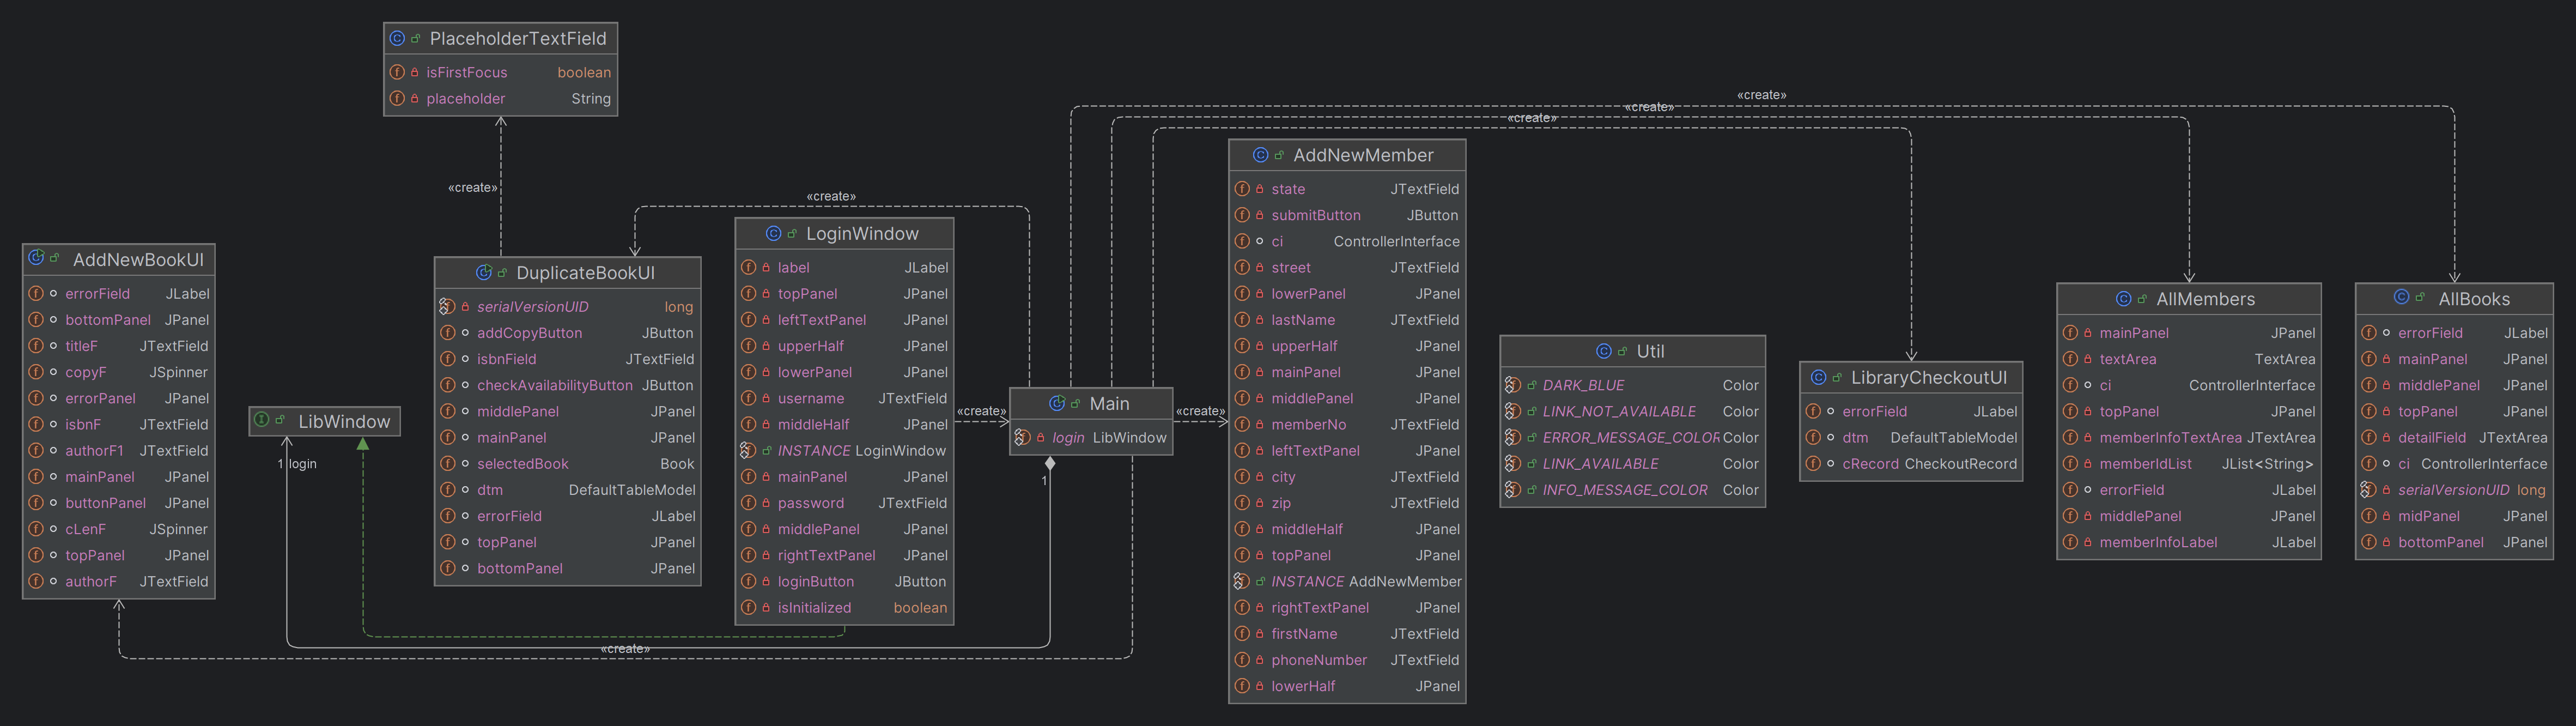 PlaceholderTextField
isFirstFocus boolean
placeholder String
«create»
«create»
«create»
«create»
«create»
AddNewBookUI
errorField JLabel
bottomPanel JPanel
titleF JTextField
copyF JSpinner
errorPanel JPanel
isbnF JTextField
authorF1 JTextField
mainPanel JPanel
buttonPanel JPanel
cLenF JSpinner
topPanel JPanel
authorF JTextField
LibWindow
1 login
DuplicateBookUI
serialVersionUID long
addCopyButton JButton
isbnField JTextField
checkAvailabilityButton JButton
middlePanel JPanel
mainPanel JPanel
selectedBook Book
dtm DefaultTableModel
errorField JLabel
topPanel JPanel
bottomPanel JPanel
LoginWindow
label JLabel
topPanel JPanel
leftTextPanel JPanel
upperHalf JPanel
lowerPanel JPanel
username JTextField
middleHalf JPanel
INSTANCE LoginWindow
mainPanel JPanel
password JTextField
middlePanel JPanel
rightTextPanel JPanel
loginButton JButton
isInitialized boolean
«create»
Main
login LibWindow
1
«create»
«create»
AddNewMember
state JTextField
submitButton JButton
ci ControllerInterface
street JTextField
lowerPanel JPanel
lastName JTextField
upperHalf JPanel
mainPanel JPanel
middlePanel JPanel
memberNo JTextField
leftTextPanel JPanel
city JTextField
zip JTextField
middleHalf JPanel
topPanel JPanel
INSTANCE AddNewMember
rightTextPanel JPanel
firstName JTextField
phoneNumber JTextField
lowerHalf JPanel
Util
DARK_BLUE Color
LINK_NOT_AVAILABLE Color
ERROR_MESSAGE_COLOR Color
LINK_AVAILABLE Color
INFO_MESSAGE_COLOR Color
LibraryCheckoutUI
errorField JLabel
dtm DefaultTableModel
cRecord CheckoutRecord
AllMembers
mainPanel JPanel
textArea TextArea
ci ControllerInterface
topPanel JPanel
memberInfoTextArea JTextArea
memberIdList JList<String>
errorField JLabel
middlePanel JPanel
memberInfoLabel JLabel
AllBooks
errorField JLabel
mainPanel JPanel
middlePanel JPanel
topPanel JPanel
detailField JTextArea
ci ControllerInterface
serialVersionUID long
midPanel JPanel
bottomPanel JPanel